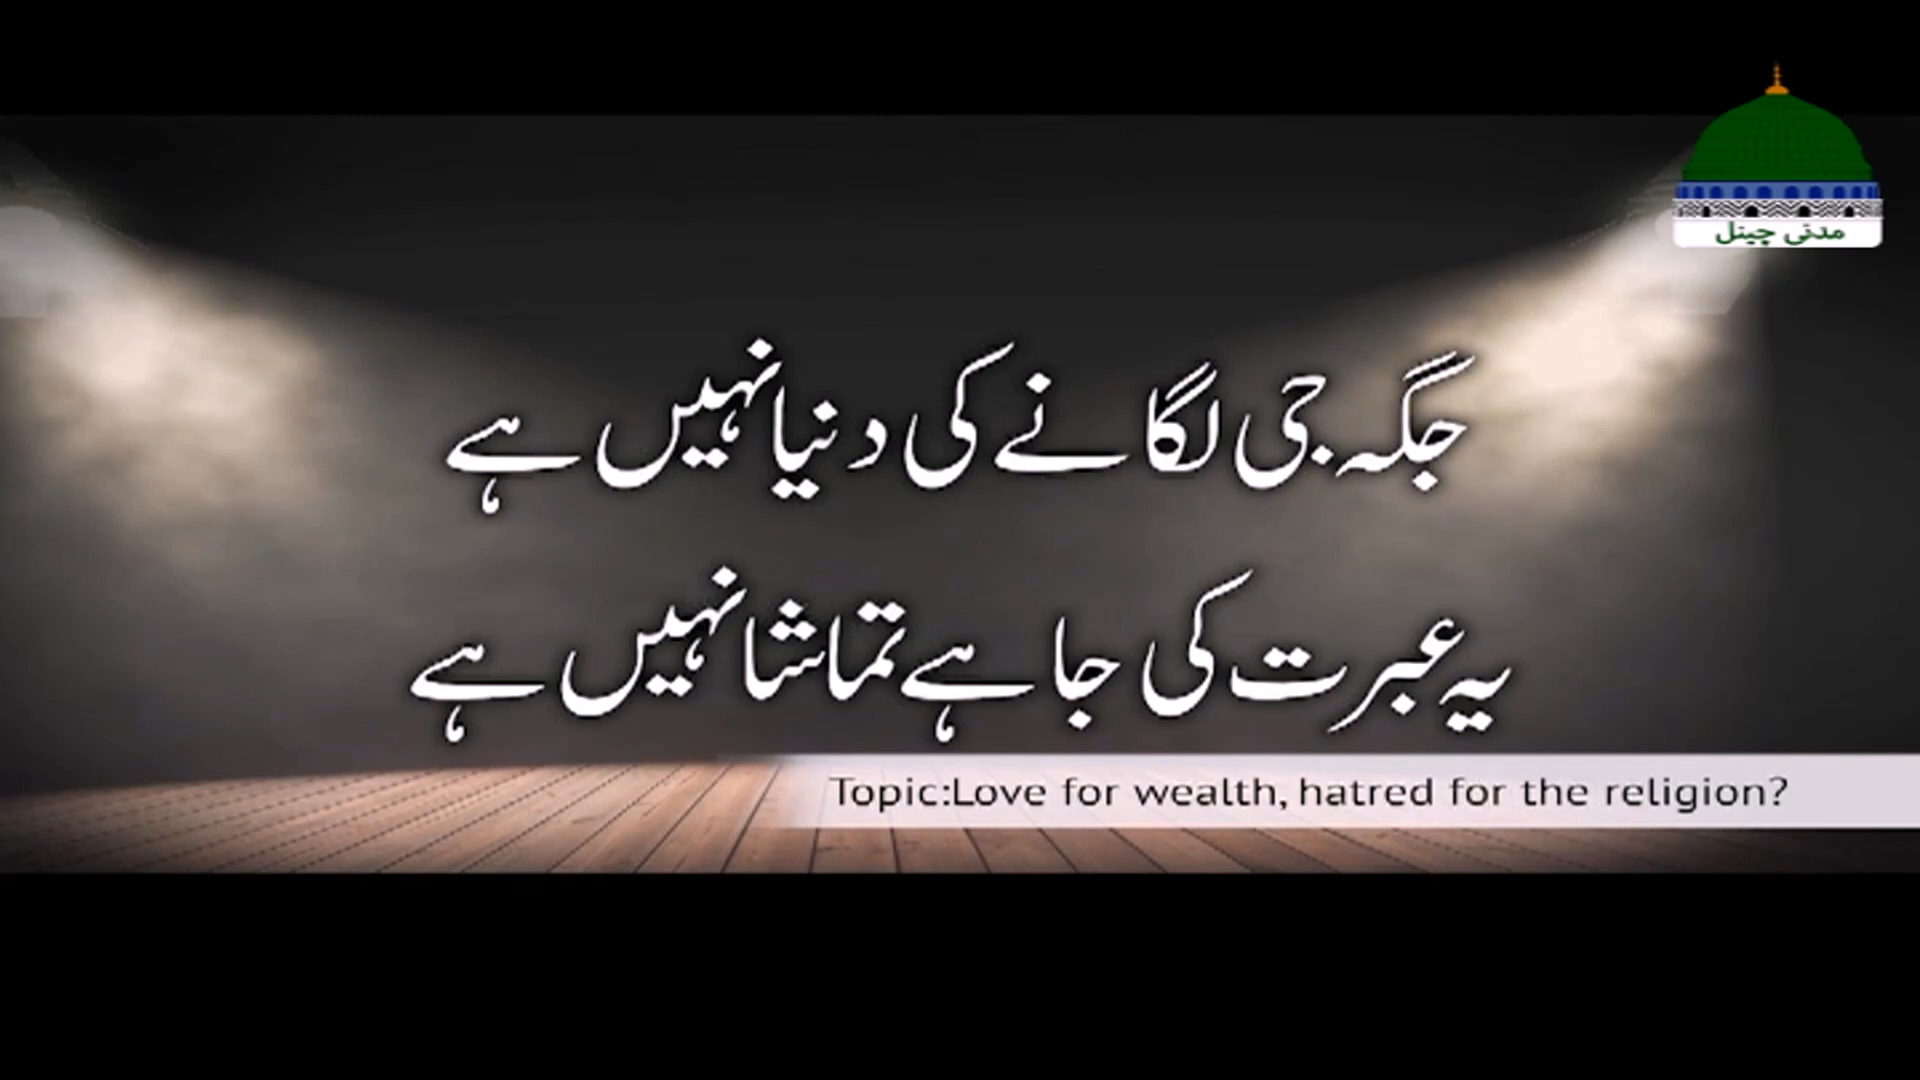 مدنی چینل
جگہ جی لگانے کی دنیا نہیں ہے
یہ عبرت کی جا ہے تماشا نہیں ہے
Topic:Love for wealth, hatred for the religion?